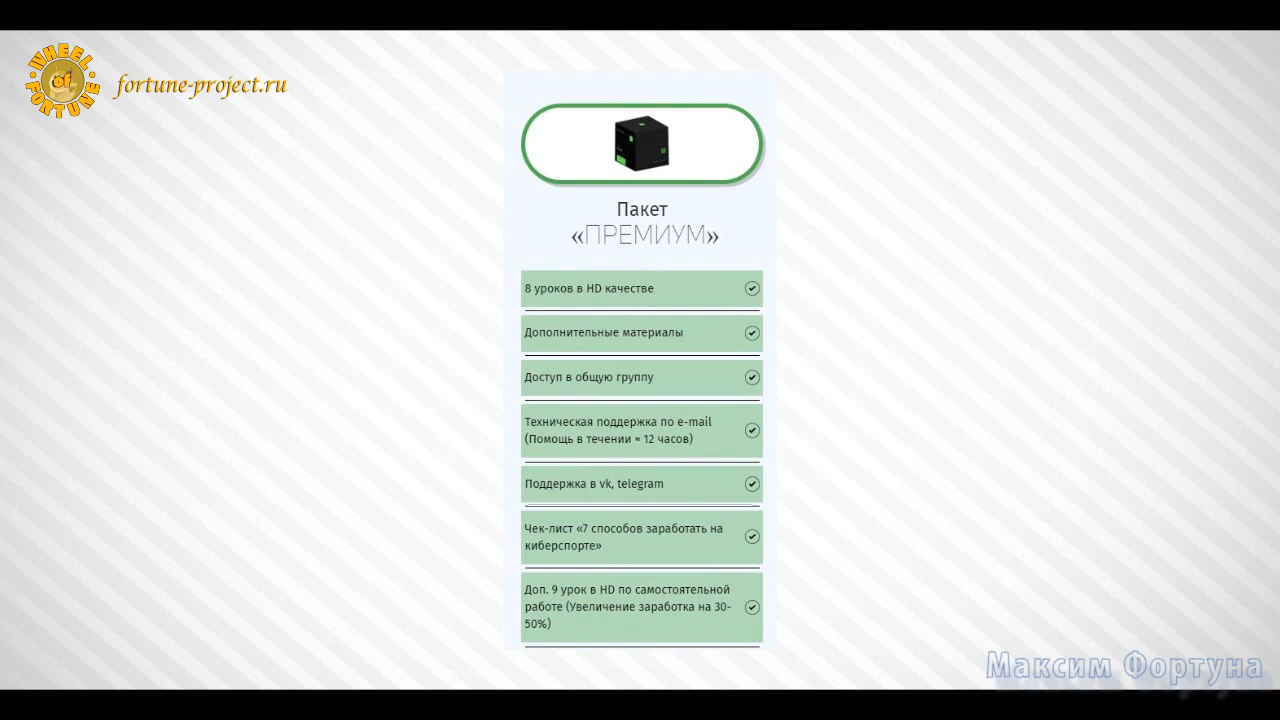 WHEEL
of
FORTUNE
fortune-project.ru
Пакет
«ПРЕМИУМ»
8 уроков в HD качестве
Дополнительные материалы
Доступ в общую группу
Техническая поддержка по e-mail
(Помощь в течении ≈ 12 часов)
Поддержка в vk, telegram
Чек-лист «7 способов заработать на
киберспорте»
Доп. 9 урок в HD по самостоятельной
работе (Увеличение заработка на 30-
50%)
Максим Фортуна